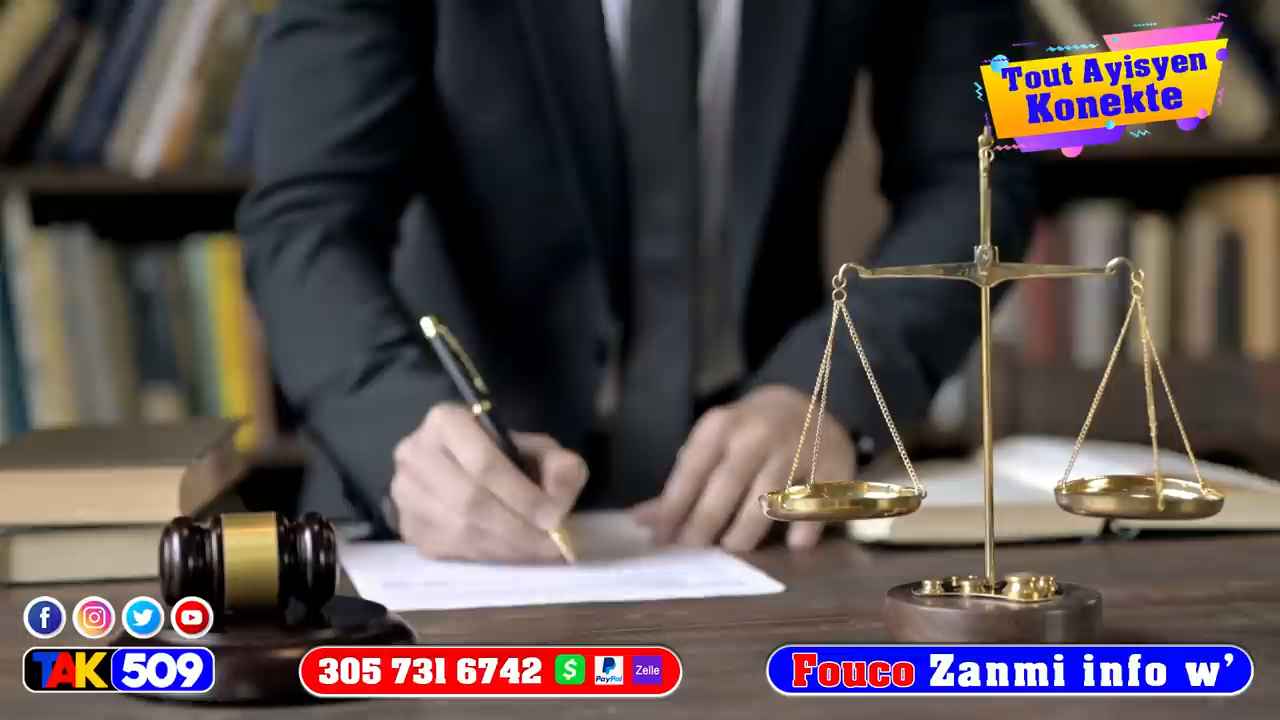 Tout Ayisyen
Konekte
TAK 509
305 731 6742 $ PayPal Zelle
Fouco Zanmi info w'